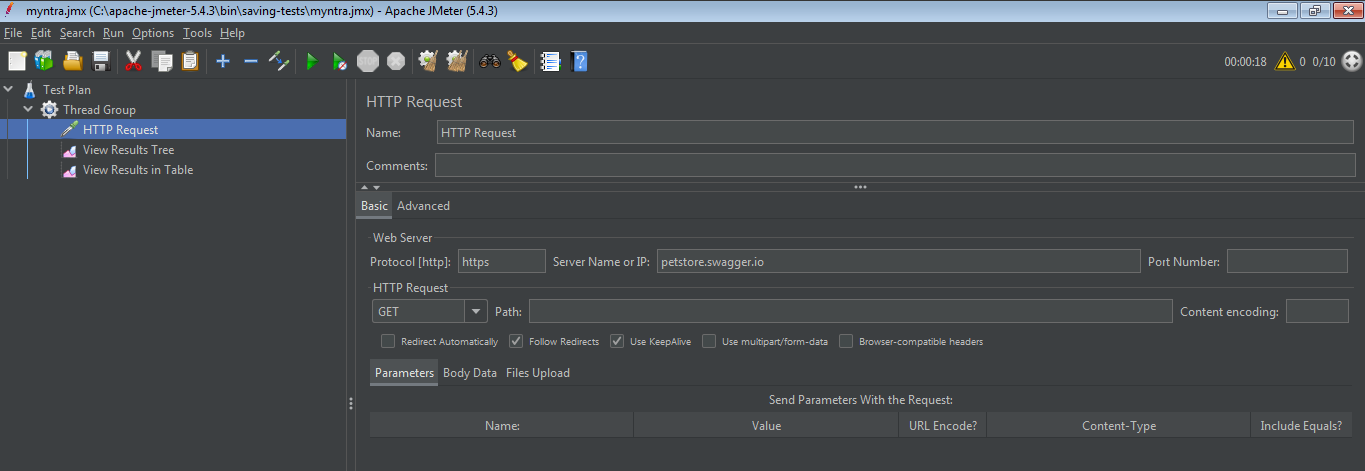 myntra.jmx (C:\apache-jmeter-5.4.3\bin\saving-tests\myntra.jmx) - Apache JMeter (5.4.3)
File Edit Search Run Options Tools Help
00:00:18 0 0/10
Test Plan
Thread Group
HTTP Request
View Results Tree
View Results in Table
HTTP Request
Name: HTTP Request
Comments:
Basic Advanced
Web Server
Protocol [http]: https Server Name or IP: petstore.swagger.io Port Number:
HTTP Request
GET Path: Content encoding:
Redirect Automatically Follow Redirects Use KeepAlive Use multipart/form-data Browser-compatible headers
Parameters Body Data Files Upload
Send Parameters With the Request:
Name: Value URL Encode? Content-Type Include Equals?